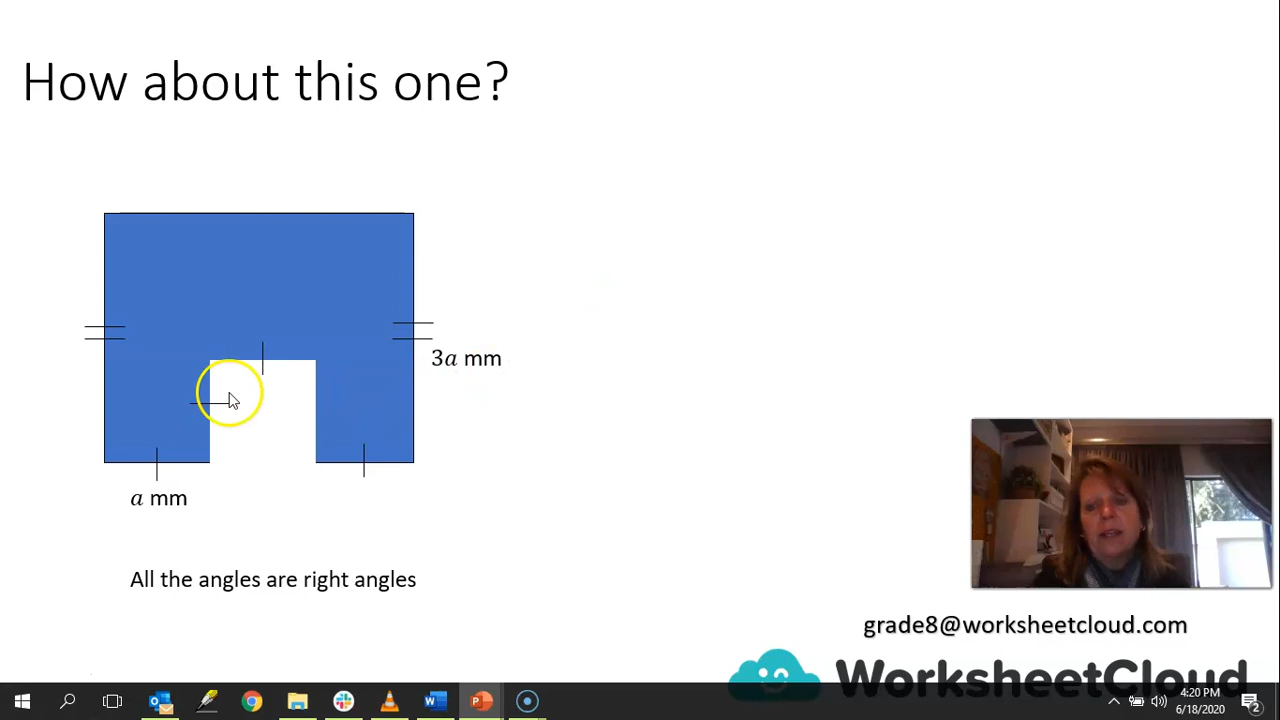 How about this one?
3a mm
a mm
All the angles are right angles
grade8@worksheetcloud.com
WorksheetCloud
4:20 PM
6/18/2020
2